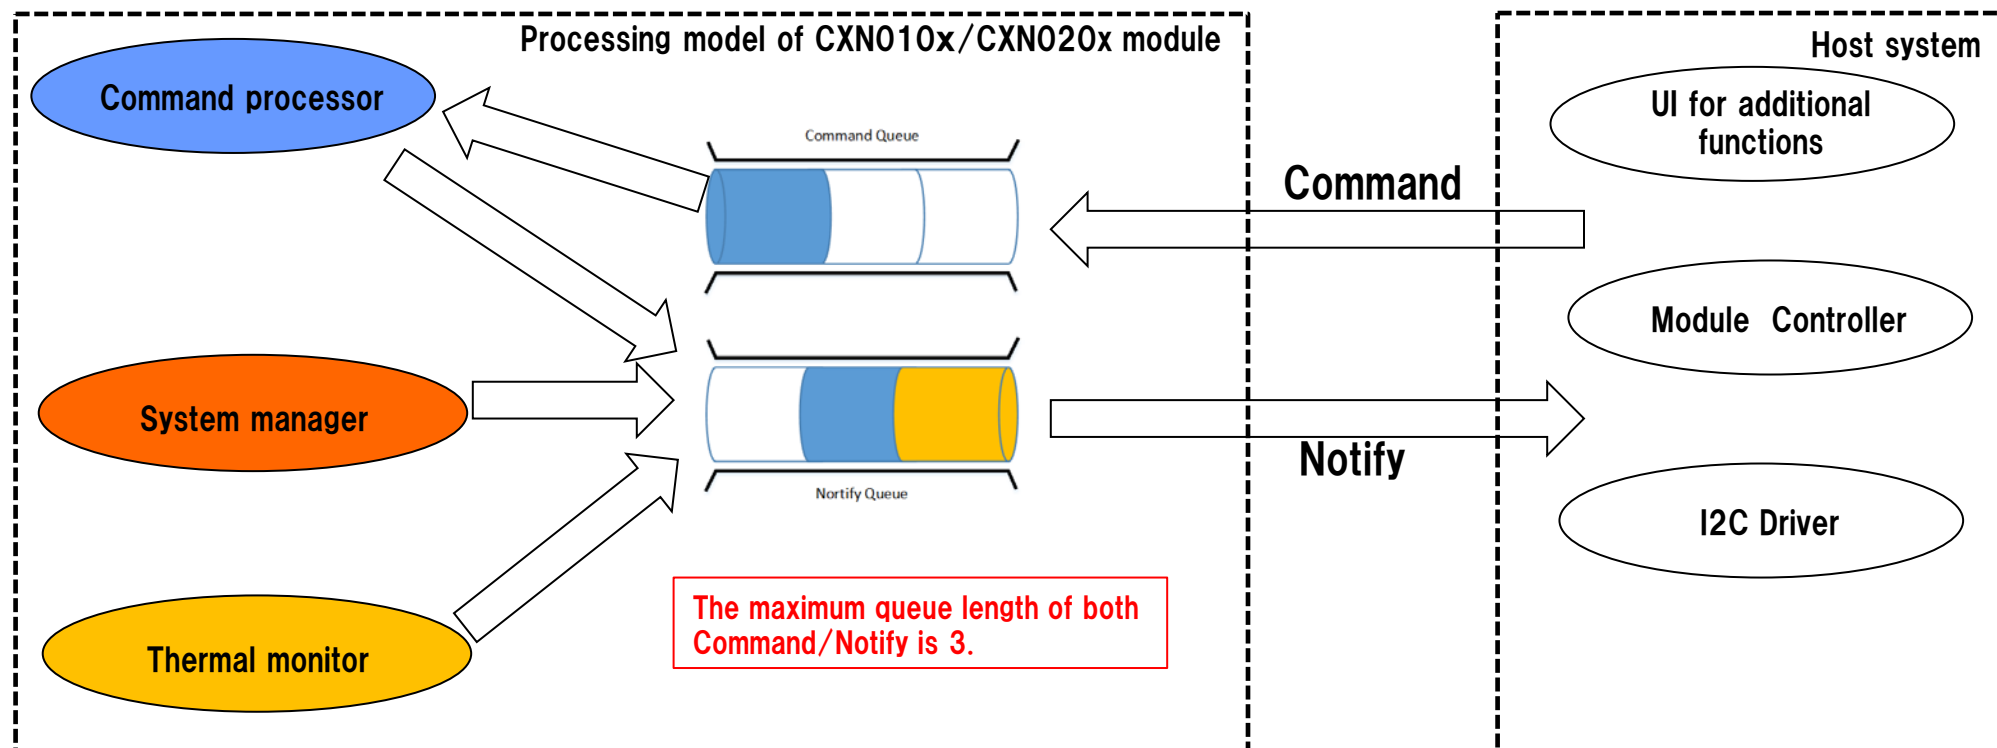 Processing model of CXN010x/CXN020x module
Host system
Command processor
UI for additional
functions
Command Queue
Command
Module Controller
System manager
Notify
Nortify Queue
I2C Driver
The maximum queue length of both
Command/Notify is 3.
Thermal monitor